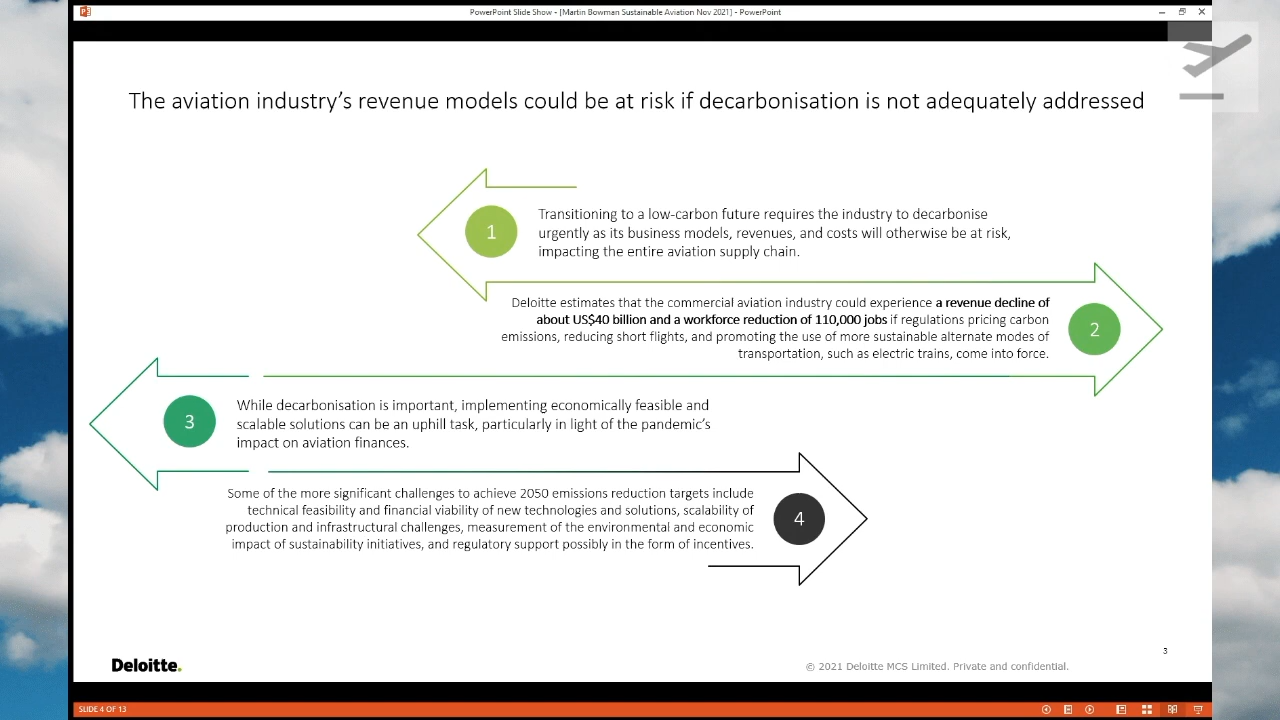 PowerPoint Slide Show - [Martin Bowman Sustainable Aviation Nov 2021] - PowerPoint
The aviation industry’s revenue models could be at risk if decarbonisation is not adequately addressed
1
Transitioning to a low-carbon future requires the industry to decarbonise
urgently as its business models, revenues, and costs will otherwise be at risk,
impacting the entire aviation supply chain.
Deloitte estimates that the commercial aviation industry could experience a revenue decline of
about US$40 billion and a workforce reduction of 110,000 jobs if regulations pricing carbon
emissions, reducing short flights, and promoting the use of more sustainable alternate modes of
transportation, such as electric trains, come into force.
2
3
While decarbonisation is important, implementing economically feasible and
scalable solutions can be an uphill task, particularly in light of the pandemic’s
impact on aviation finances.
Some of the more significant challenges to achieve 2050 emissions reduction targets include
technical feasibility and financial viability of new technologies and solutions, scalability of
production and infrastructural challenges, measurement of the environmental and economic
impact of sustainability initiatives, and regulatory support possibly in the form of incentives.
4
3
Deloitte.
© 2021 Deloitte MCS Limited. Private and confidential.
SLIDE 4 OF 13